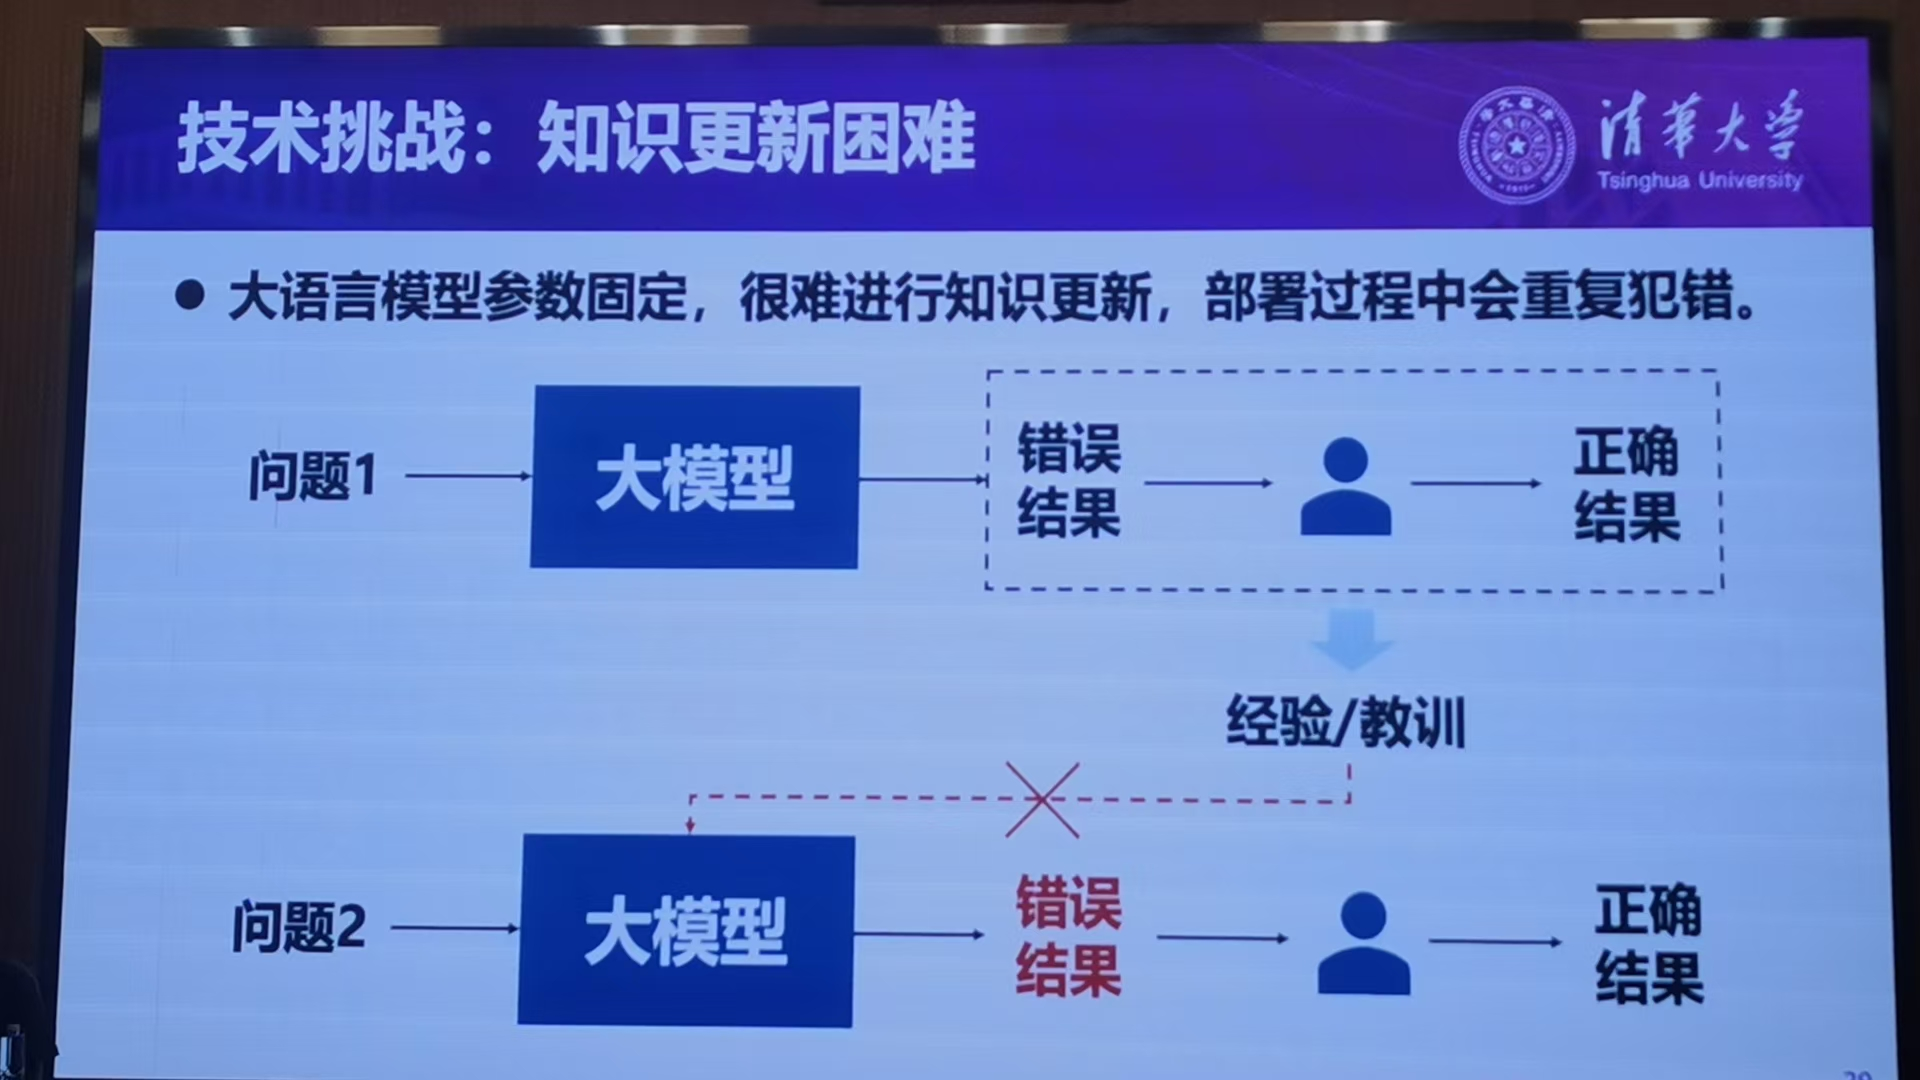 技术挑战：知识更新困难
清华大学
Tsinghua University
● 大语言模型参数固定，很难进行知识更新，部署过程中会重复犯错。
问题1
大模型
错误
结果
正确
结果
经验/教训
问题2
大模型
错误
结果
正确
结果